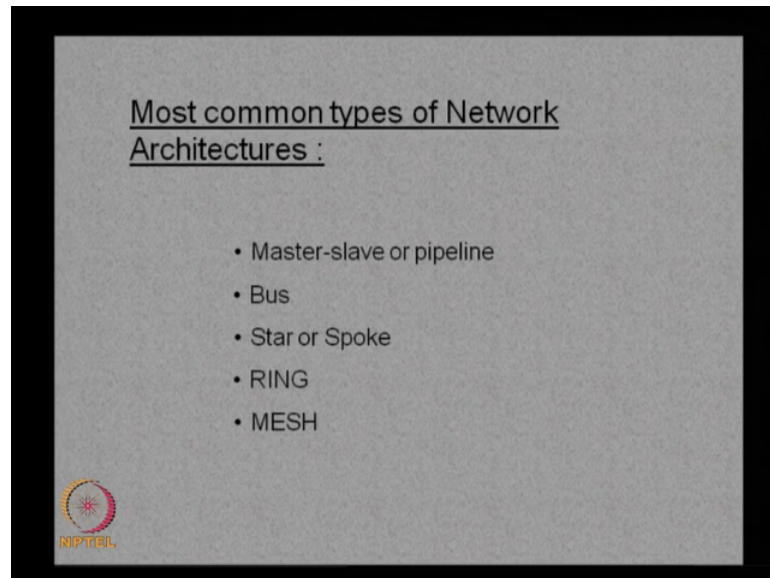 Most common types of Network
Architectures :
• Master-slave or pipeline
• Bus
• Star or Spoke
• RING
• MESH
NPTEL